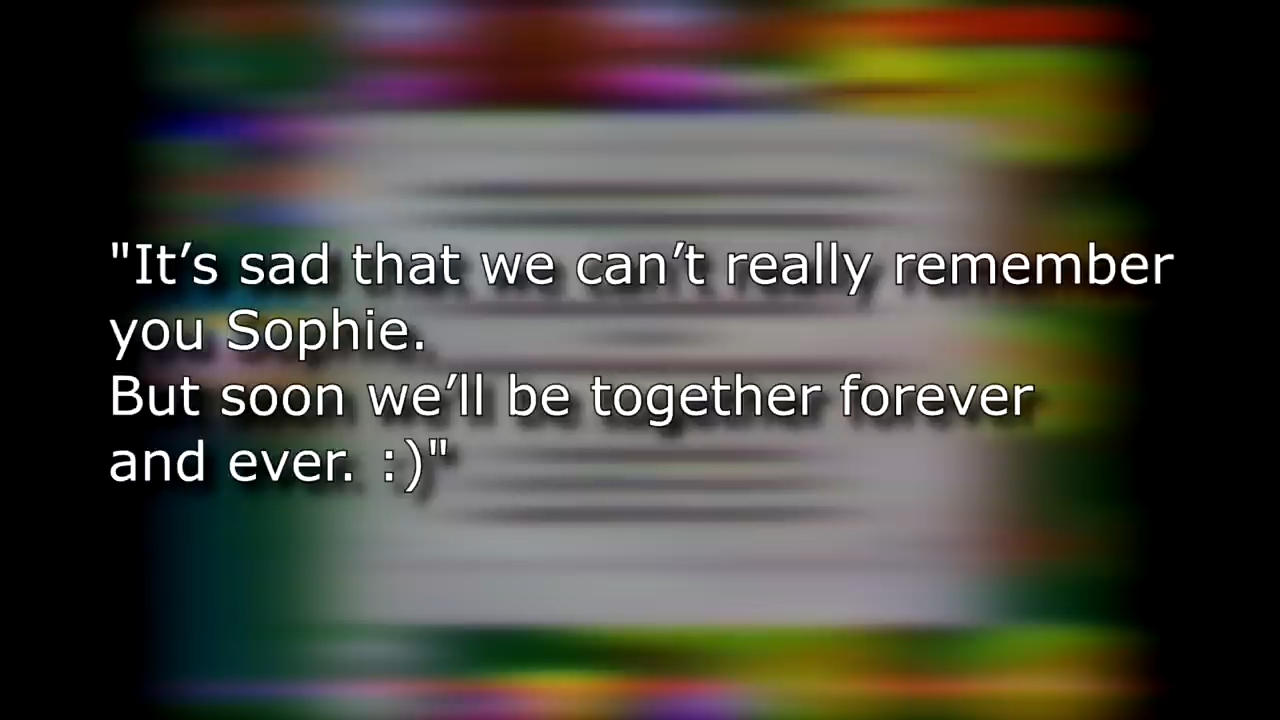 "It’s sad that we can’t really remember
you Sophie.
But soon we’ll be together forever
and ever. :)"